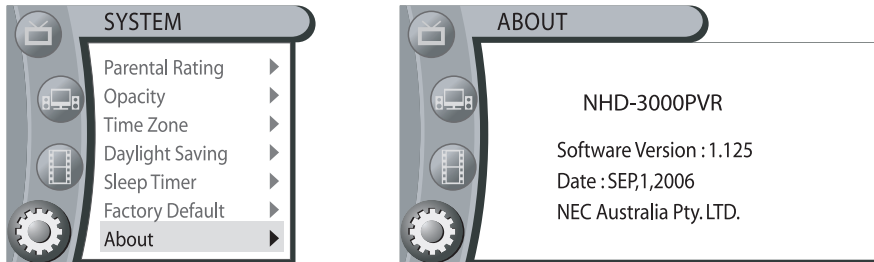 SYSTEM
Parental Rating
Opacity
Time Zone
Daylight Saving
Sleep Timer
Factory Default
About
ABOUT
NHD-3000PVR
Software Version : 1.125
Date : SEP,1,2006
NEC Australia Pty. LTD.